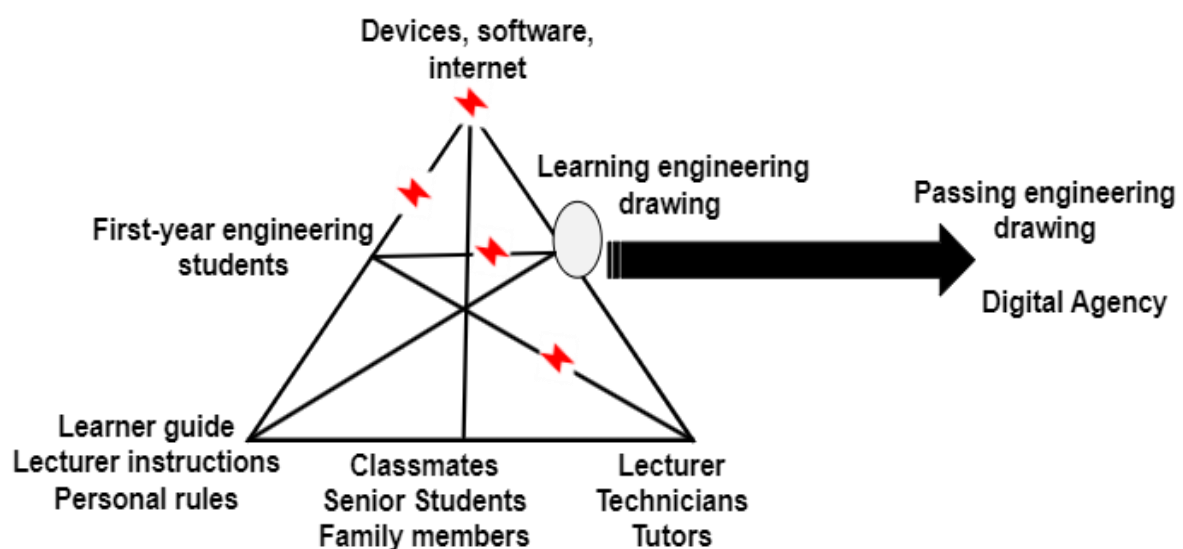 Devices, software,
internet
Learning engineering
drawing
Passing engineering
drawing
First-year engineering
students
Digital Agency
Learner guide
Lecturer instructions
Personal rules
Classmates
Senior Students
Family members
Lecturer
Technicians
Tutors